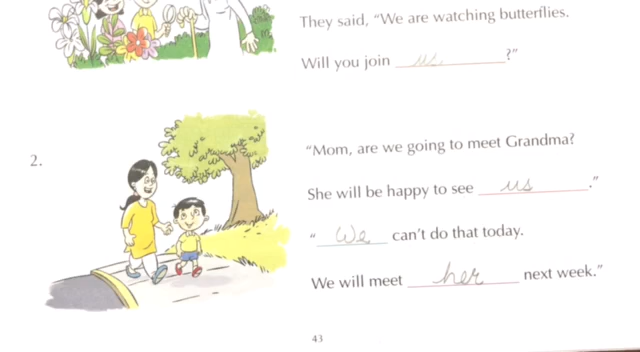 They said, "We are watching butterflies.
Will you join us ?"
2.
"Mom, are we going to meet Grandma?
She will be happy to see us ."
" We can't do that today.
We will meet her next week."
43